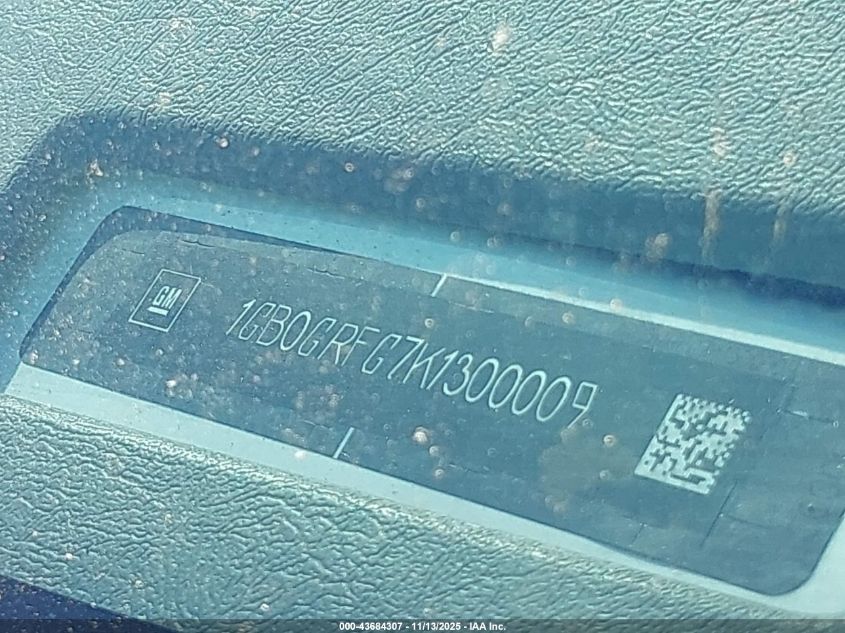 GM
1GB0GRFG7K1300009
000-43684307 - 11/13/2025 - IAA Inc.